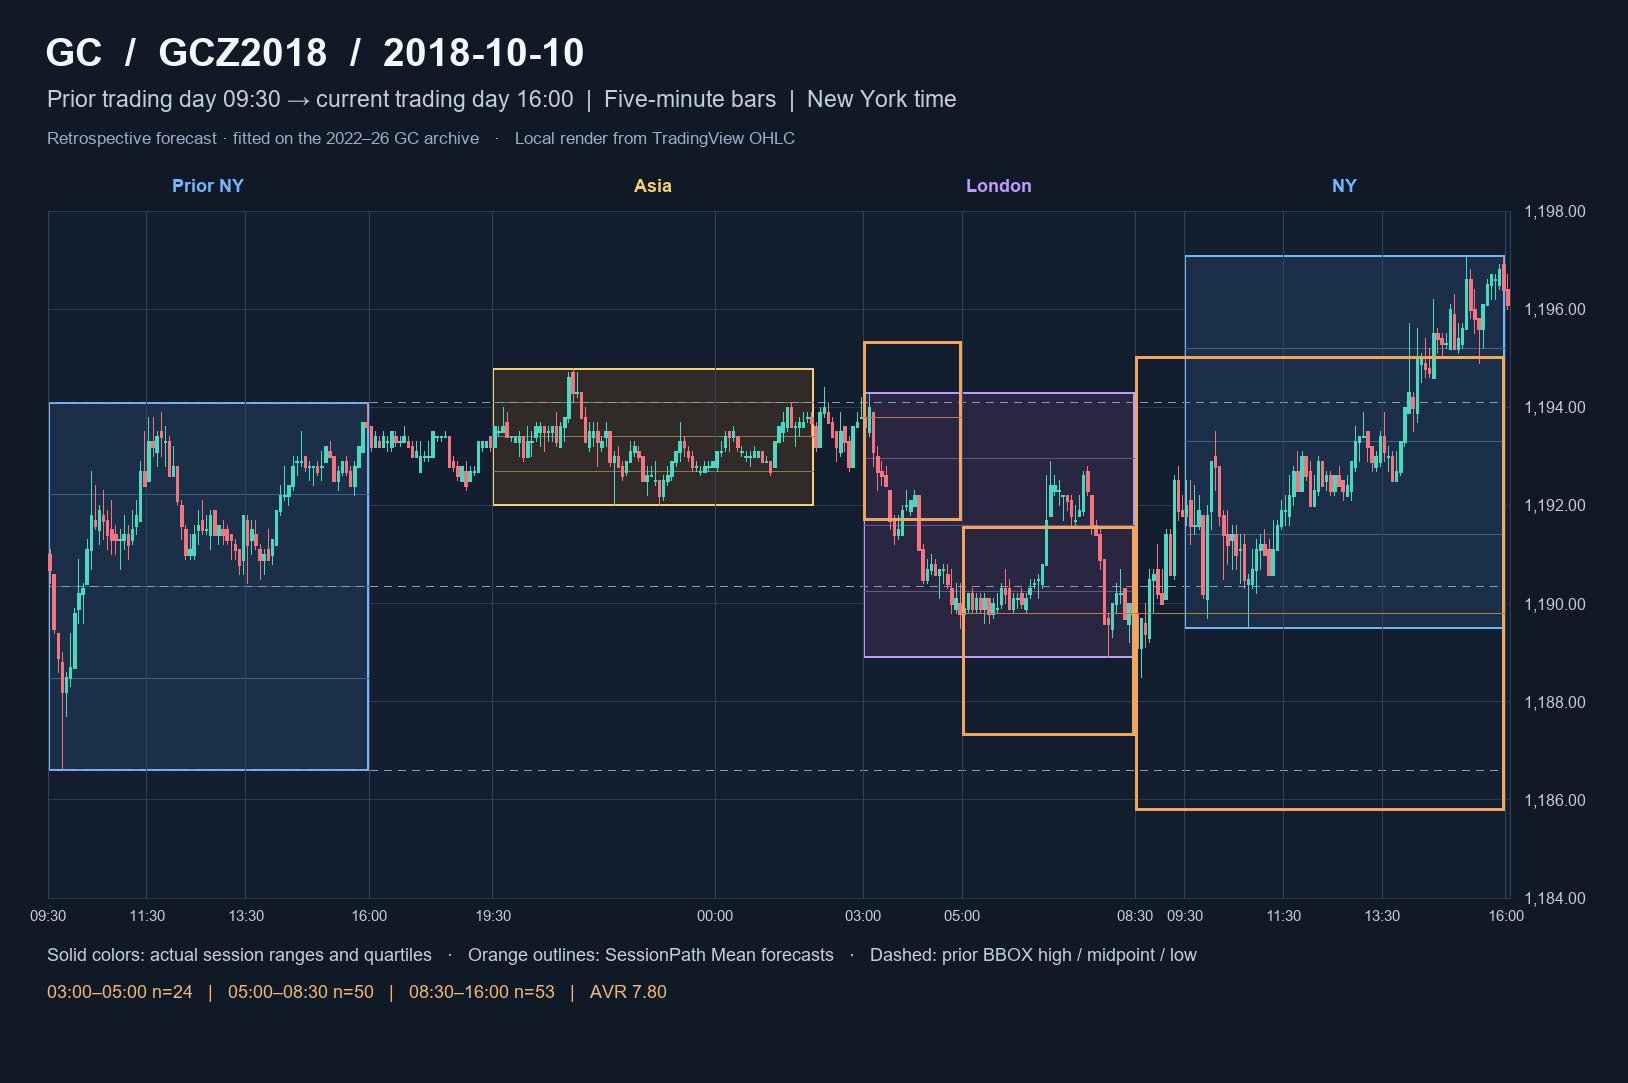 GC / GCZ2018 / 2018-10-10
Prior trading day 09:30 → current trading day 16:00 | Five-minute bars | New York time
Retrospective forecast · fitted on the 2022–26 GC archive · Local render from TradingView OHLC
Prior NY Asia London NY
1,198.00
1,196.00
1,194.00
1,192.00
1,190.00
1,188.00
1,186.00
1,184.00
09:30 11:30 13:30 16:00 19:30 00:00 03:00 05:00 08:30 09:30 11:30 13:30 16:00
Solid colors: actual session ranges and quartiles · Orange outlines: SessionPath Mean forecasts · Dashed: prior BBOX high / midpoint / low
03:00–05:00 n=24 | 05:00–08:30 n=50 | 08:30–16:00 n=53 | AVR 7.80